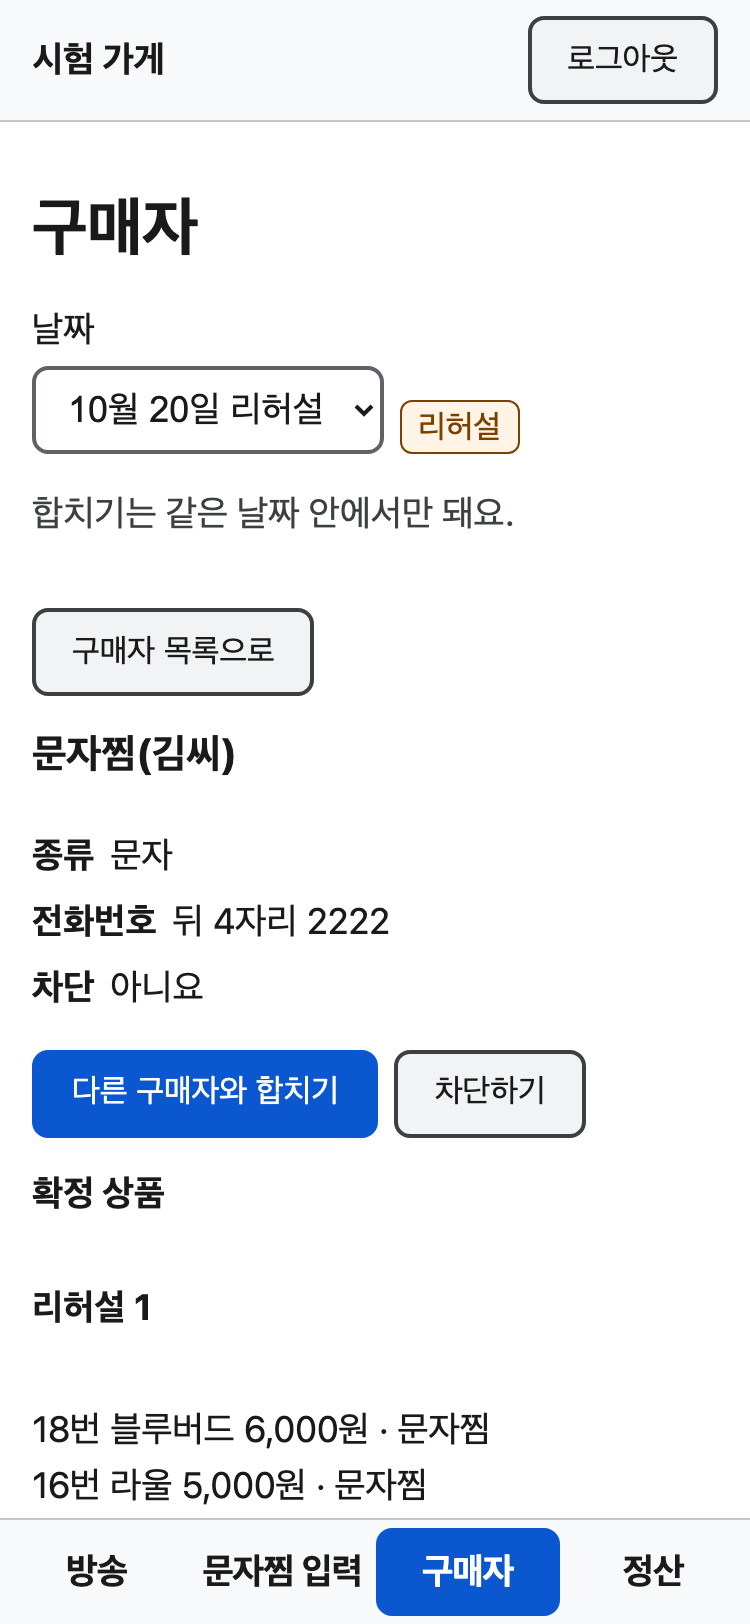 시험 가게
로그아웃
구매자
날짜
10월 20일 리허설
리허설
합치기는 같은 날짜 안에서만 돼요.
구매자 목록으로
문자찜(김씨)
종류 문자
전화번호 뒤 4자리 2222
차단 아니요
다른 구매자와 합치기
차단하기
확정 상품
리허설 1
18번 블루버드 6,000원 · 문자찜
16번 라울 5,000원 · 문자찜
방송
문자찜 입력
구매자
정산